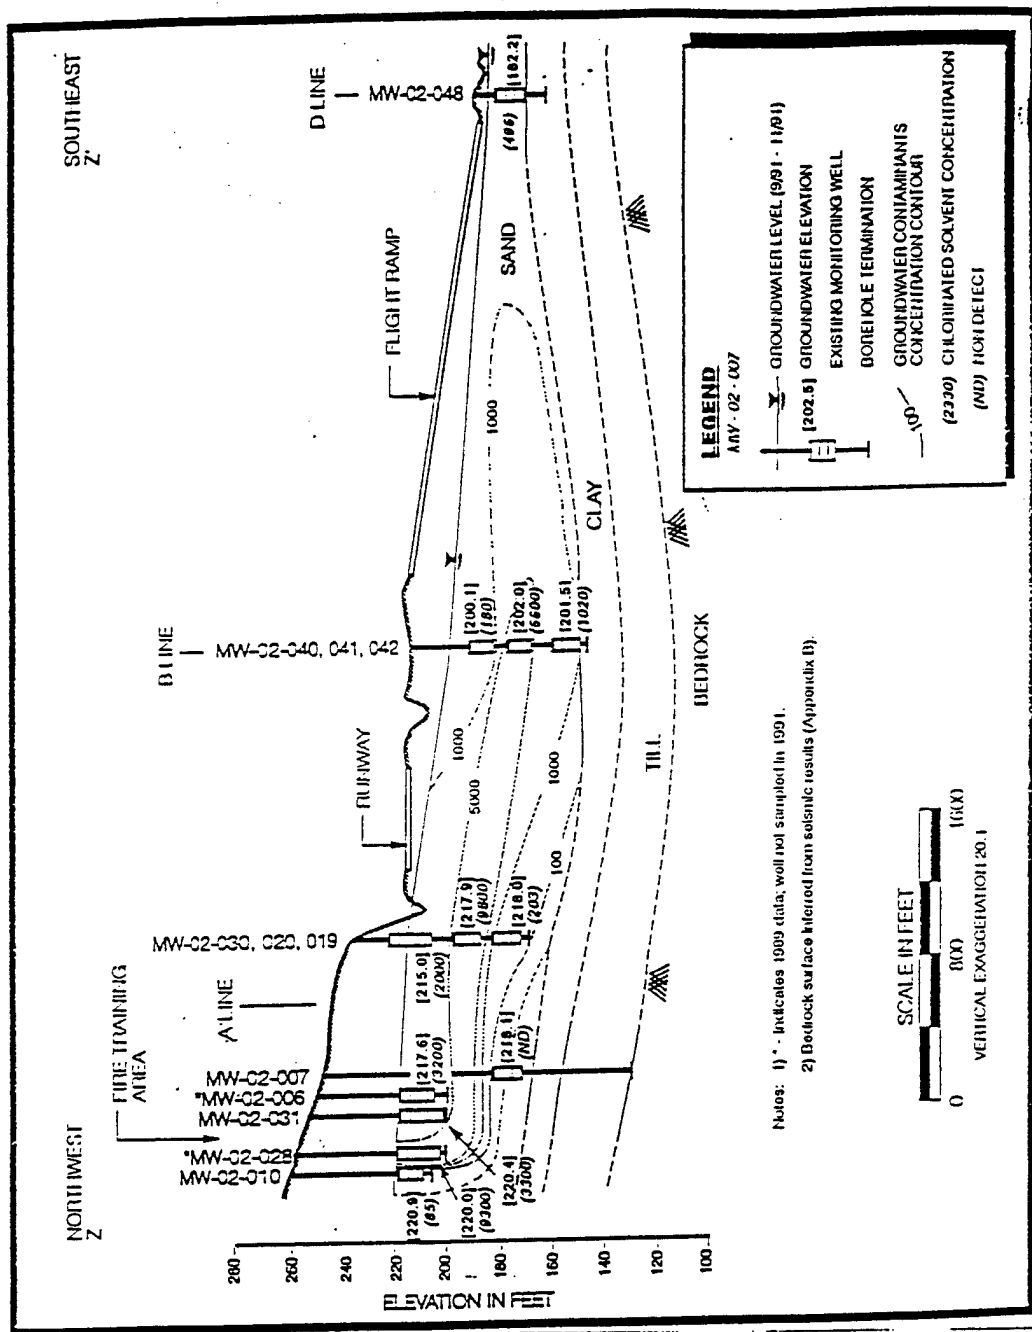 NORTHWEST
Z
SOUTHEAST
Z'
FIRE TRAINING
AREA
A'LINE
RUNWAY
B LINE
FLIGHT RAMP
D LINE
MW-02-010
*MW-02-028
MW-02-031
*MW-02-006
MW-02-007
MW-02-030, 020, 019
MW-02-040, 041, 042
MW-02-048
ELEVATION IN FEET
280
260
240
220
200
180
160
140
120
100
[220.9]
(85)
[220.0]
(9300)
[220.4]
(3300)
[217.6]
(3200)
(ND)
[215.0]
(2000)
[217.9]
(9800)
[218.0]
(203)
[200.1]
(180)
[202.0]
(5600)
[201.5]
(1020)
[182.2]
(496)
1000
5000
1000
100
1000
SAND
CLAY
TILL
BEDROCK
LEGEND
GROUNDWATER LEVEL (9/91 - 11/91)
[202.5] GROUNDWATER ELEVATION
EXISTING MONITORING WELL
BOREHOLE TERMINATION
100
GROUNDWATER CONTAMINANTS
CONCENTRATION CONTOUR
(2330) CHLORINATED SOLVENT CONCENTRATION
(ND) NON DETECT
Notes: 1) * - Indicates 1989 data; well not sampled in 1991.
2) Bedrock surface inferred from seismic results (Appendix B).
SCALE IN FEET
0 800 1600
VERTICAL EXAGGERATION 20:1